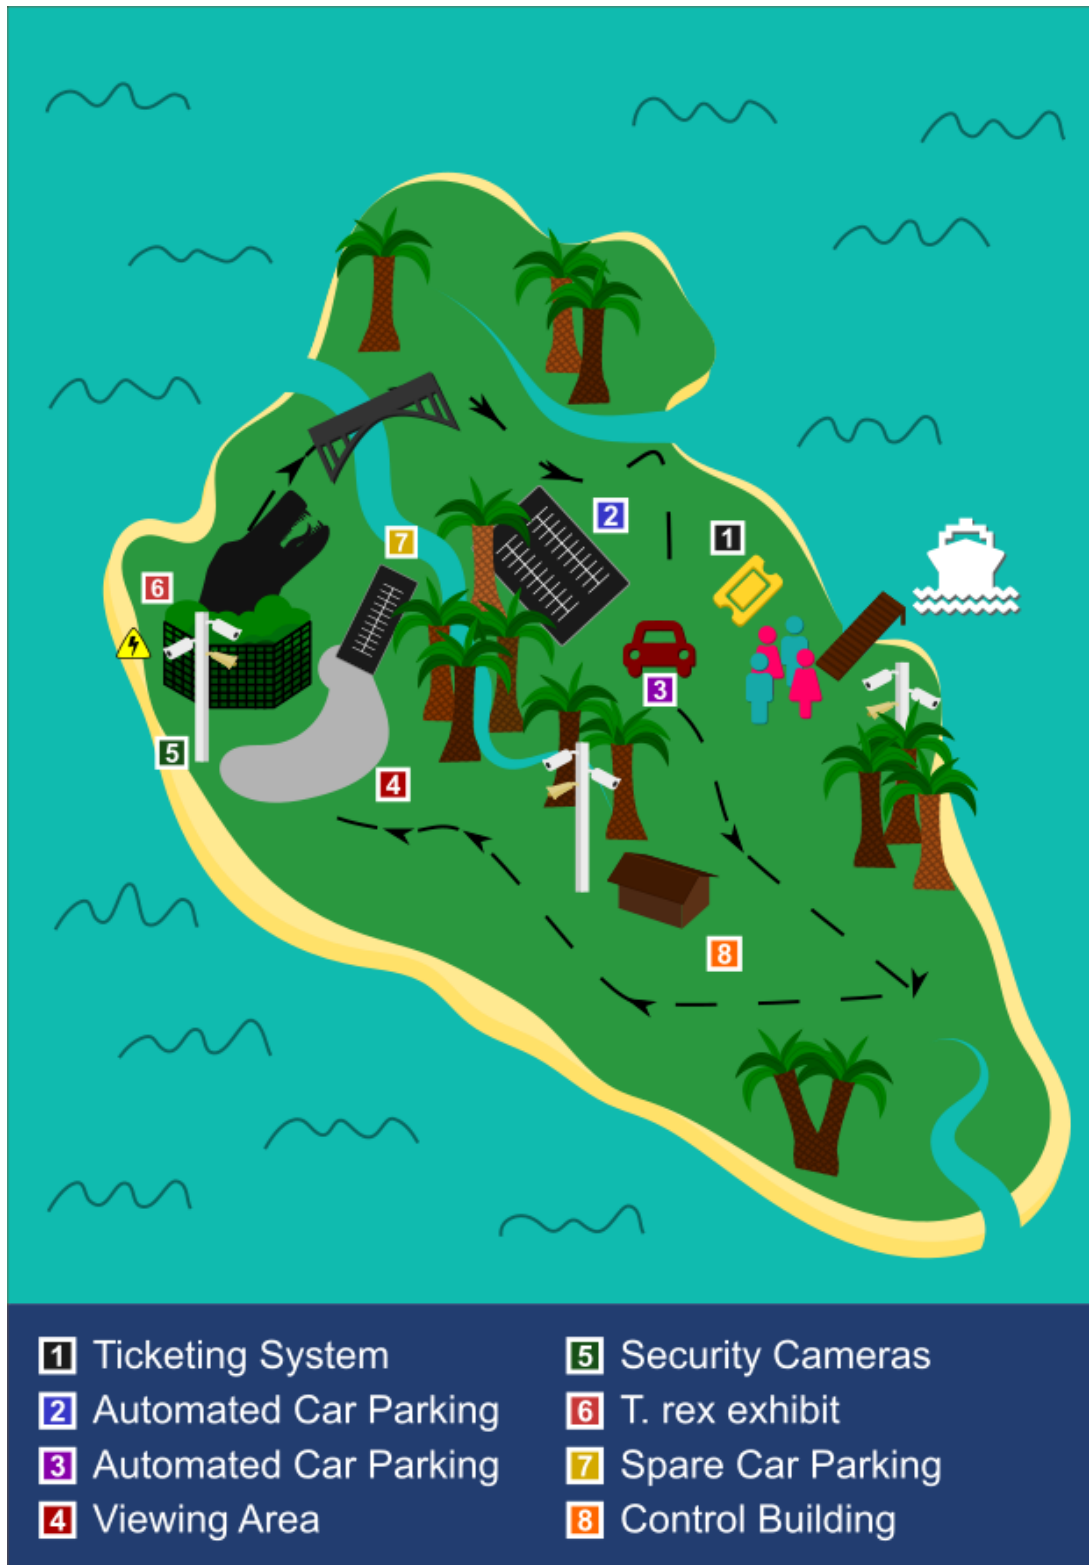 2
1
7
6
3
5
4
8
1 Ticketing System
2 Automated Car Parking
3 Automated Car Parking
4 Viewing Area
5 Security Cameras
6 T. rex exhibit
7 Spare Car Parking
8 Control Building